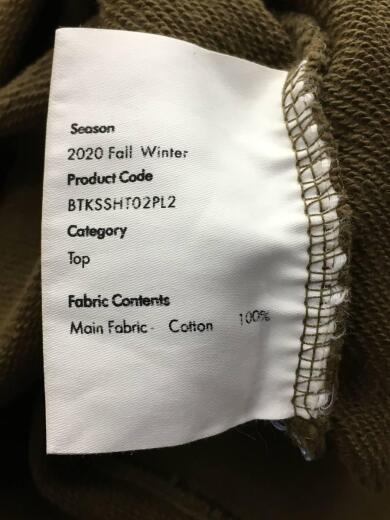 Season
2020 Fall Winter
Product Code
BTKSSHT02PL2
Category
Top
Fabric Contents
Main Fabric - Cotton 100%